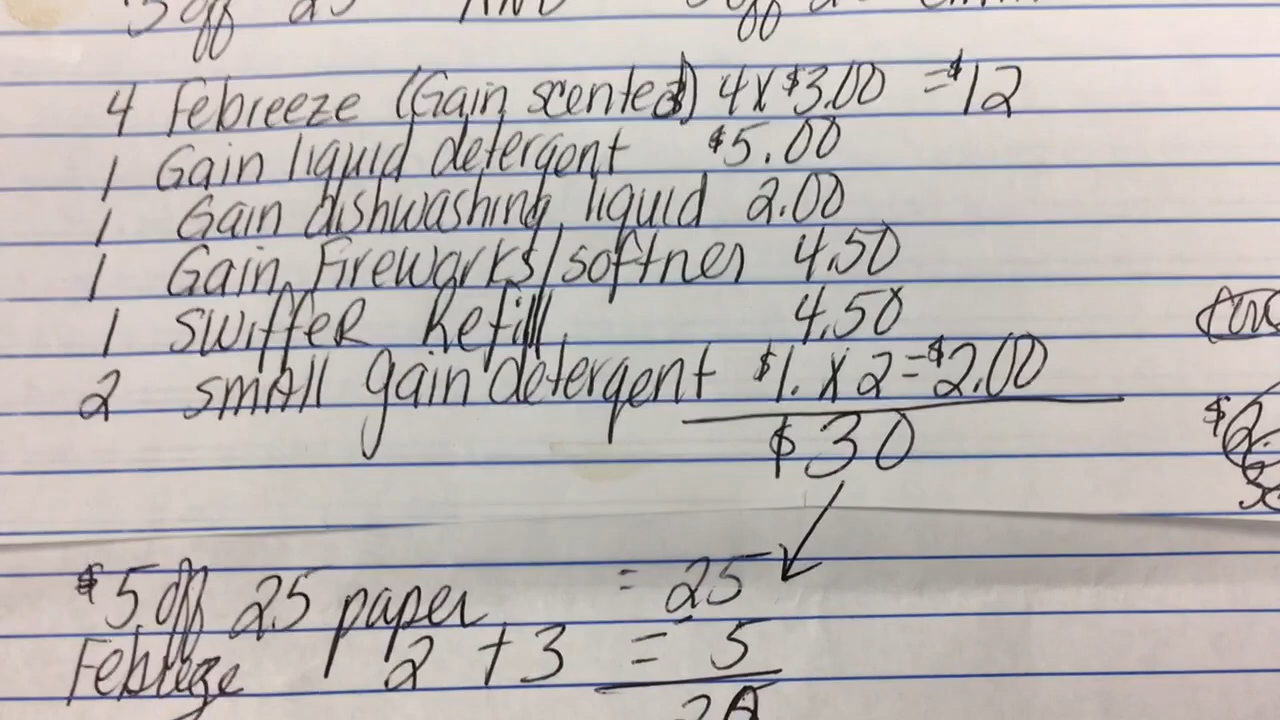 4 Febreeze (Gain scented) 4 x $3.00 = $12
1 Gain liquid detergent $5.00
1 Gain dishwashing liquid 2.00
1 Gain Fireworks/softner 4.50
1 Swiffer Refill 4.50
2 small gain detergent $1. x 2 = $2.00
$30
$5 off 25 paper = 25
Febreeze 2 + 3 = 5